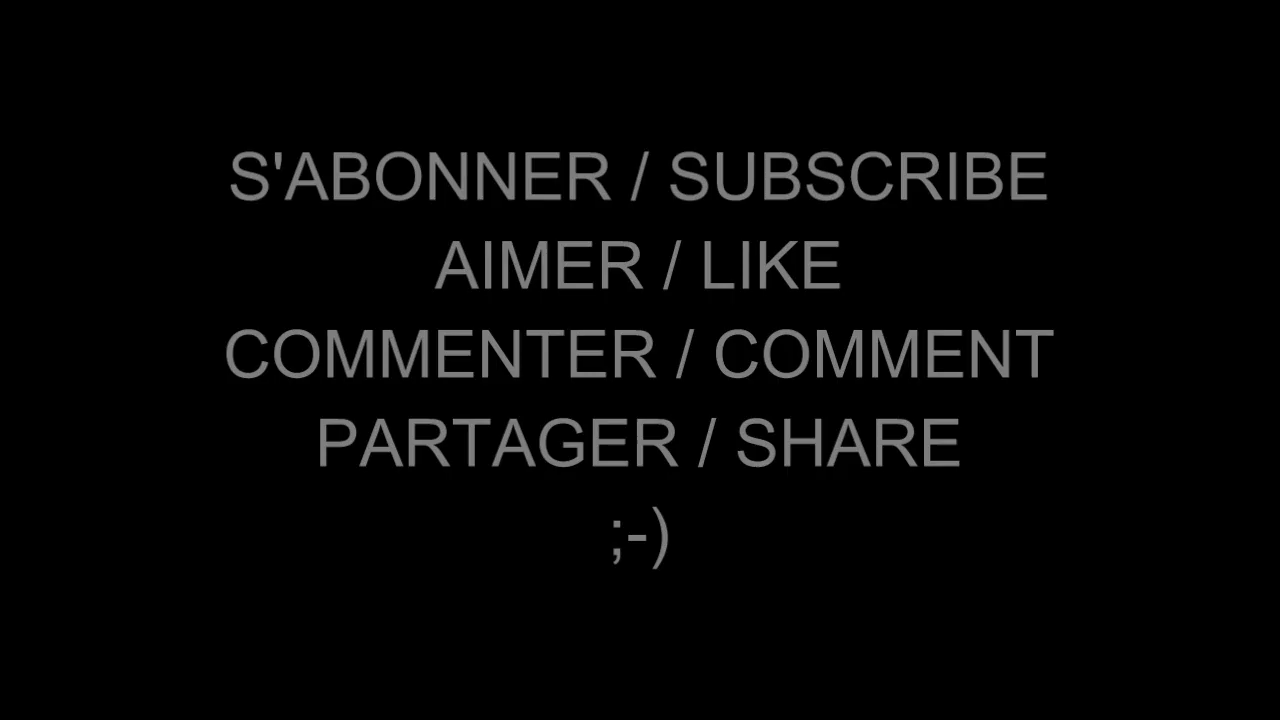 S'ABONNER / SUBSCRIBE
AIMER / LIKE
COMMENTER / COMMENT
PARTAGER / SHARE
;-)